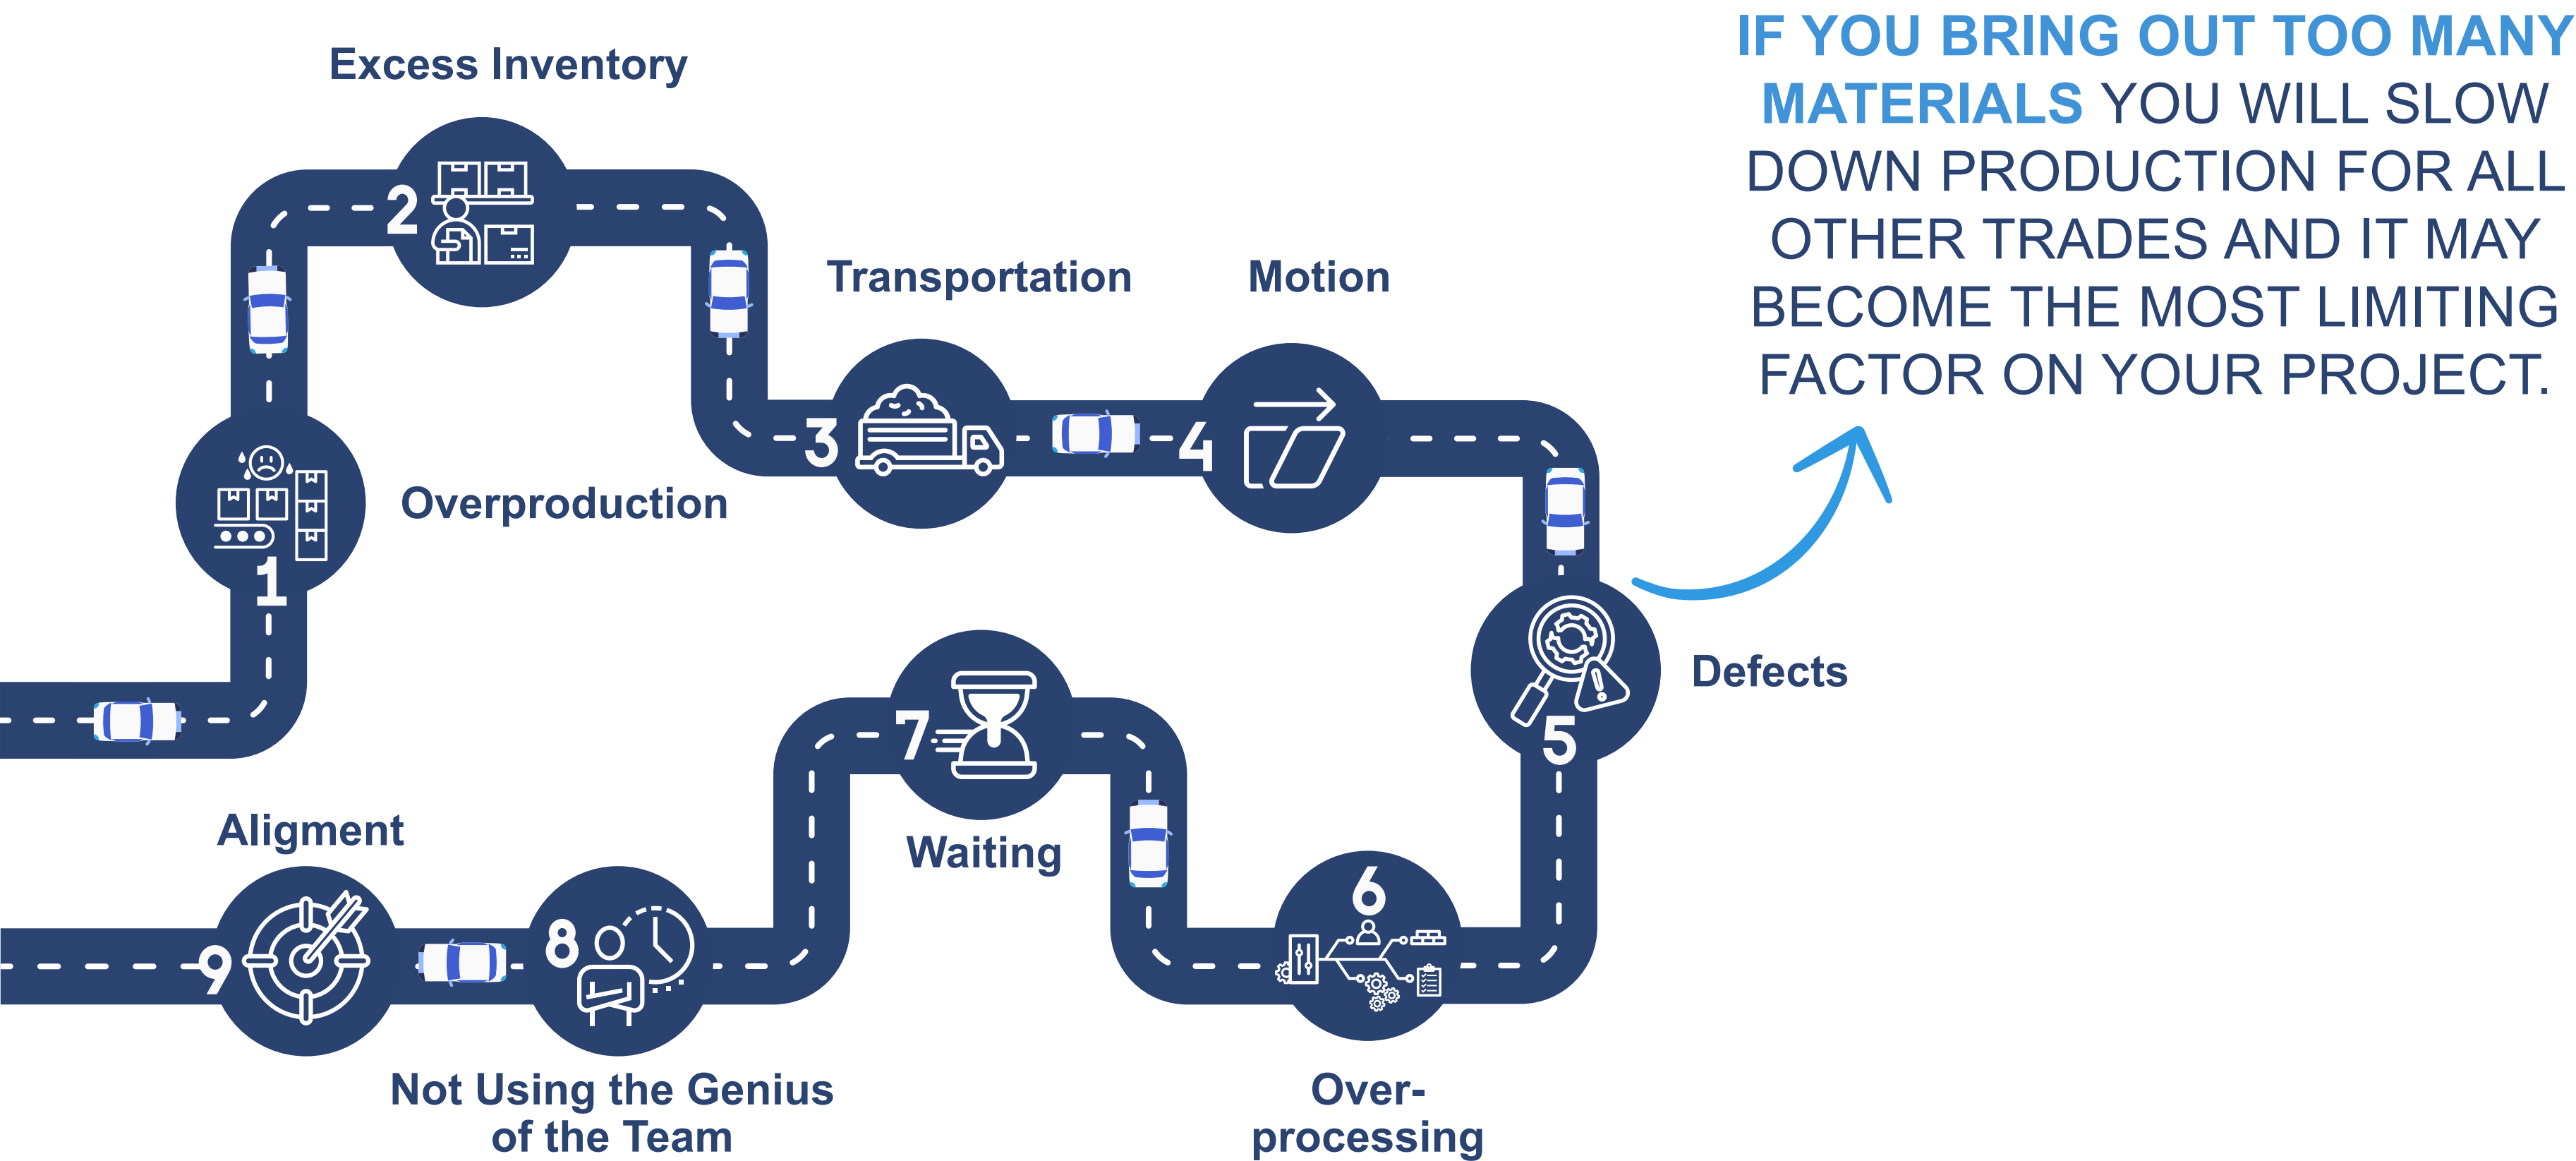 IF YOU BRING OUT TOO MANY
MATERIALS YOU WILL SLOW
DOWN PRODUCTION FOR ALL
OTHER TRADES AND IT MAY
BECOME THE MOST LIMITING
FACTOR ON YOUR PROJECT.
1
Overproduction
Excess Inventory
2
Transportation
3
Motion
4
Defects
5
6
Over-
processing
7
Waiting
8
Not Using the Genius
of the Team
Aligment
9